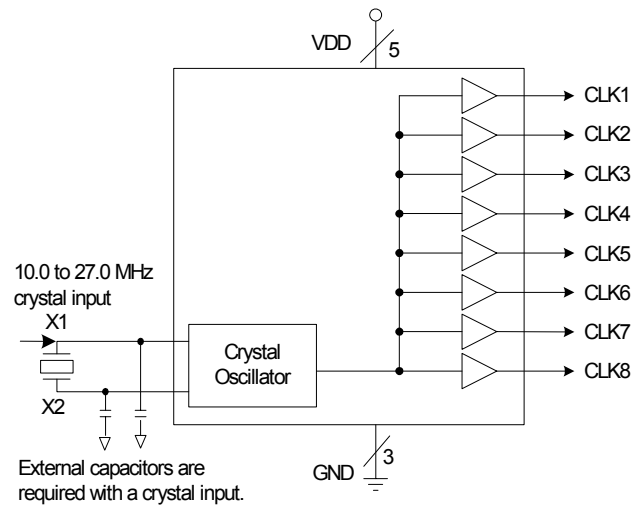 VDD
5
CLK1
CLK2
CLK3
CLK4
CLK5
CLK6
CLK7
CLK8
10.0 to 27.0 MHz
crystal input
X1
X2
Crystal
Oscillator
External capacitors are
required with a crystal input.
GND
3